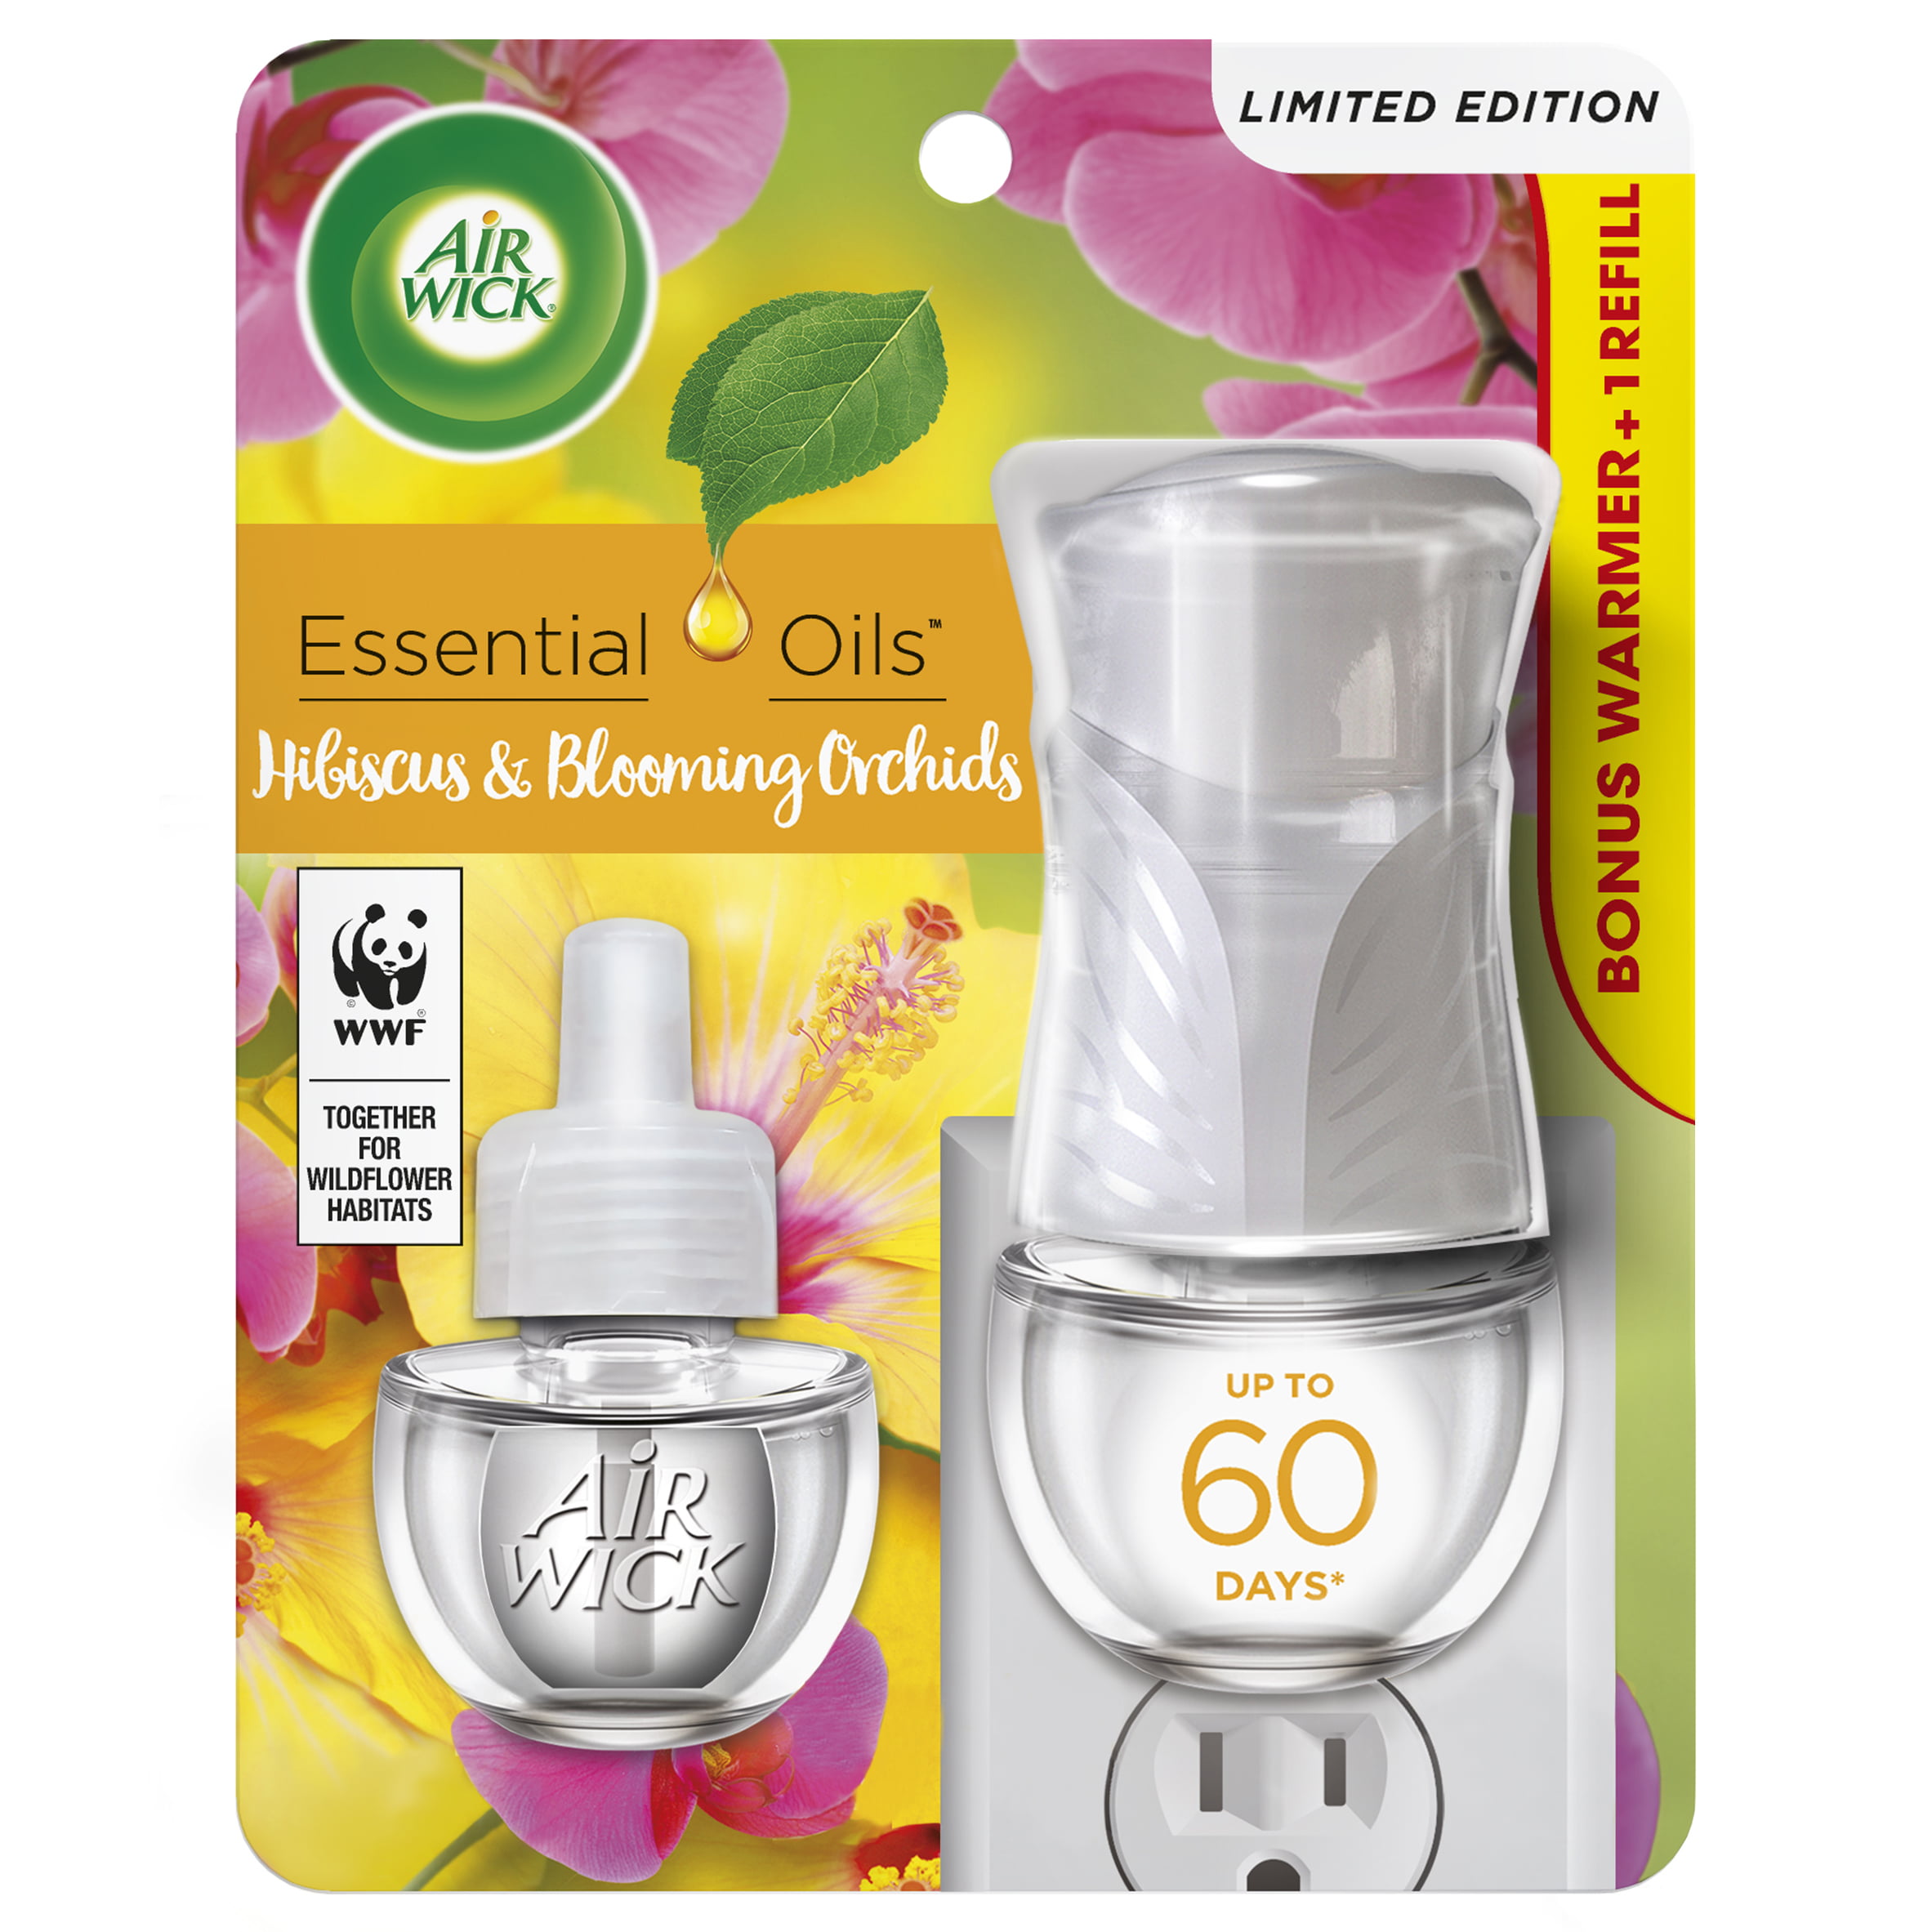 LIMITED EDITION
AiR
WICK®
BONUS WARMER + 1 REFILL
Essential Oils™
Hibiscus & Blooming Orchids
©
WWF®
TOGETHER
FOR
WILDFLOWER
HABITATS
AiR
WICK
UP TO
60
DAYS*